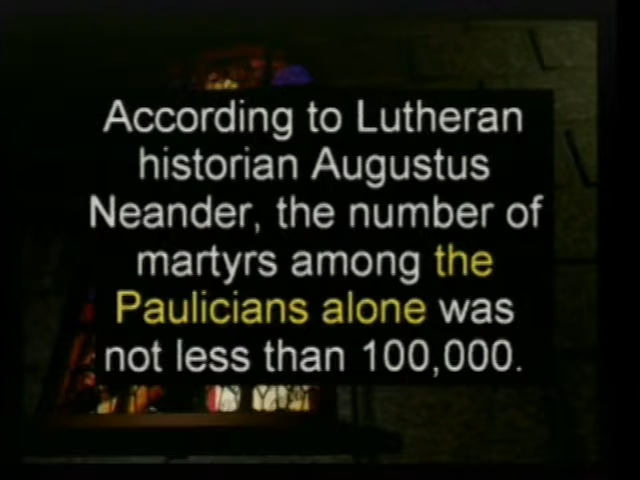 According to Lutheran
historian Augustus
Neander, the number of
martyrs among the
Paulicians alone was
not less than 100,000.